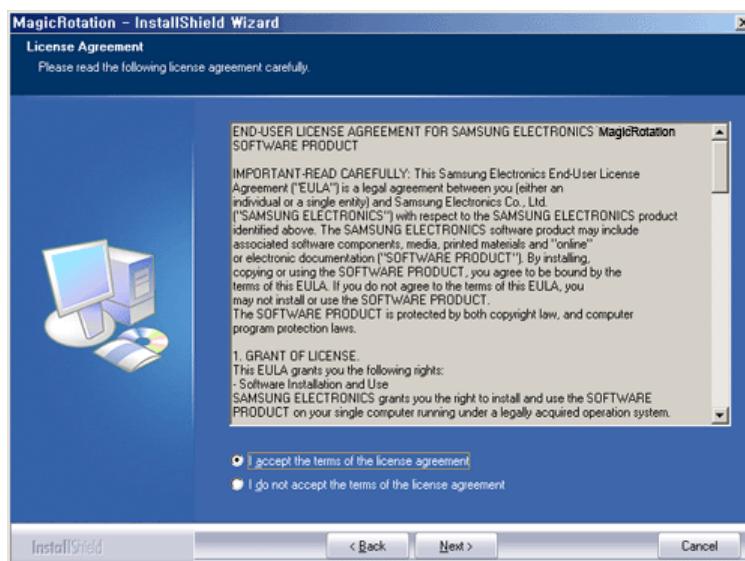 MagicRotation - InstallShield Wizard
License Agreement
Please read the following license agreement carefully.
END-USER LICENSE AGREEMENT FOR SAMSUNG ELECTRONICS MagicRotation
SOFTWARE PRODUCT
IMPORTANT-READ CAREFULLY: This Samsung Electronics End-User License
Agreement ("EULA") is a legal agreement between you (either an
individual or a single entity) and Samsung Electronics Co., Ltd.
("SAMSUNG ELECTRONICS") with respect to the SAMSUNG ELECTRONICS product
identified above. The SAMSUNG ELECTRONICS software product may include
associated software components, media, printed materials and "online"
or electronic documentation ("SOFTWARE PRODUCT"). By installing,
copying or using the SOFTWARE PRODUCT, you agree to be bound by the
terms of this EULA. If you do not agree to the terms of this EULA, you
may not install or use the SOFTWARE PRODUCT.
The SOFTWARE PRODUCT is protected by both copyright law, and computer
program protection laws.
1. GRANT OF LICENSE.
This EULA grants you the following rights:
- Software Installation and Use
SAMSUNG ELECTRONICS grants you the right to install and use the SOFTWARE
PRODUCT on your single computer running under a legally acquired operation system.
I accept the terms of the license agreement
I do not accept the terms of the license agreement
InstallShield
< Back
Next >
Cancel